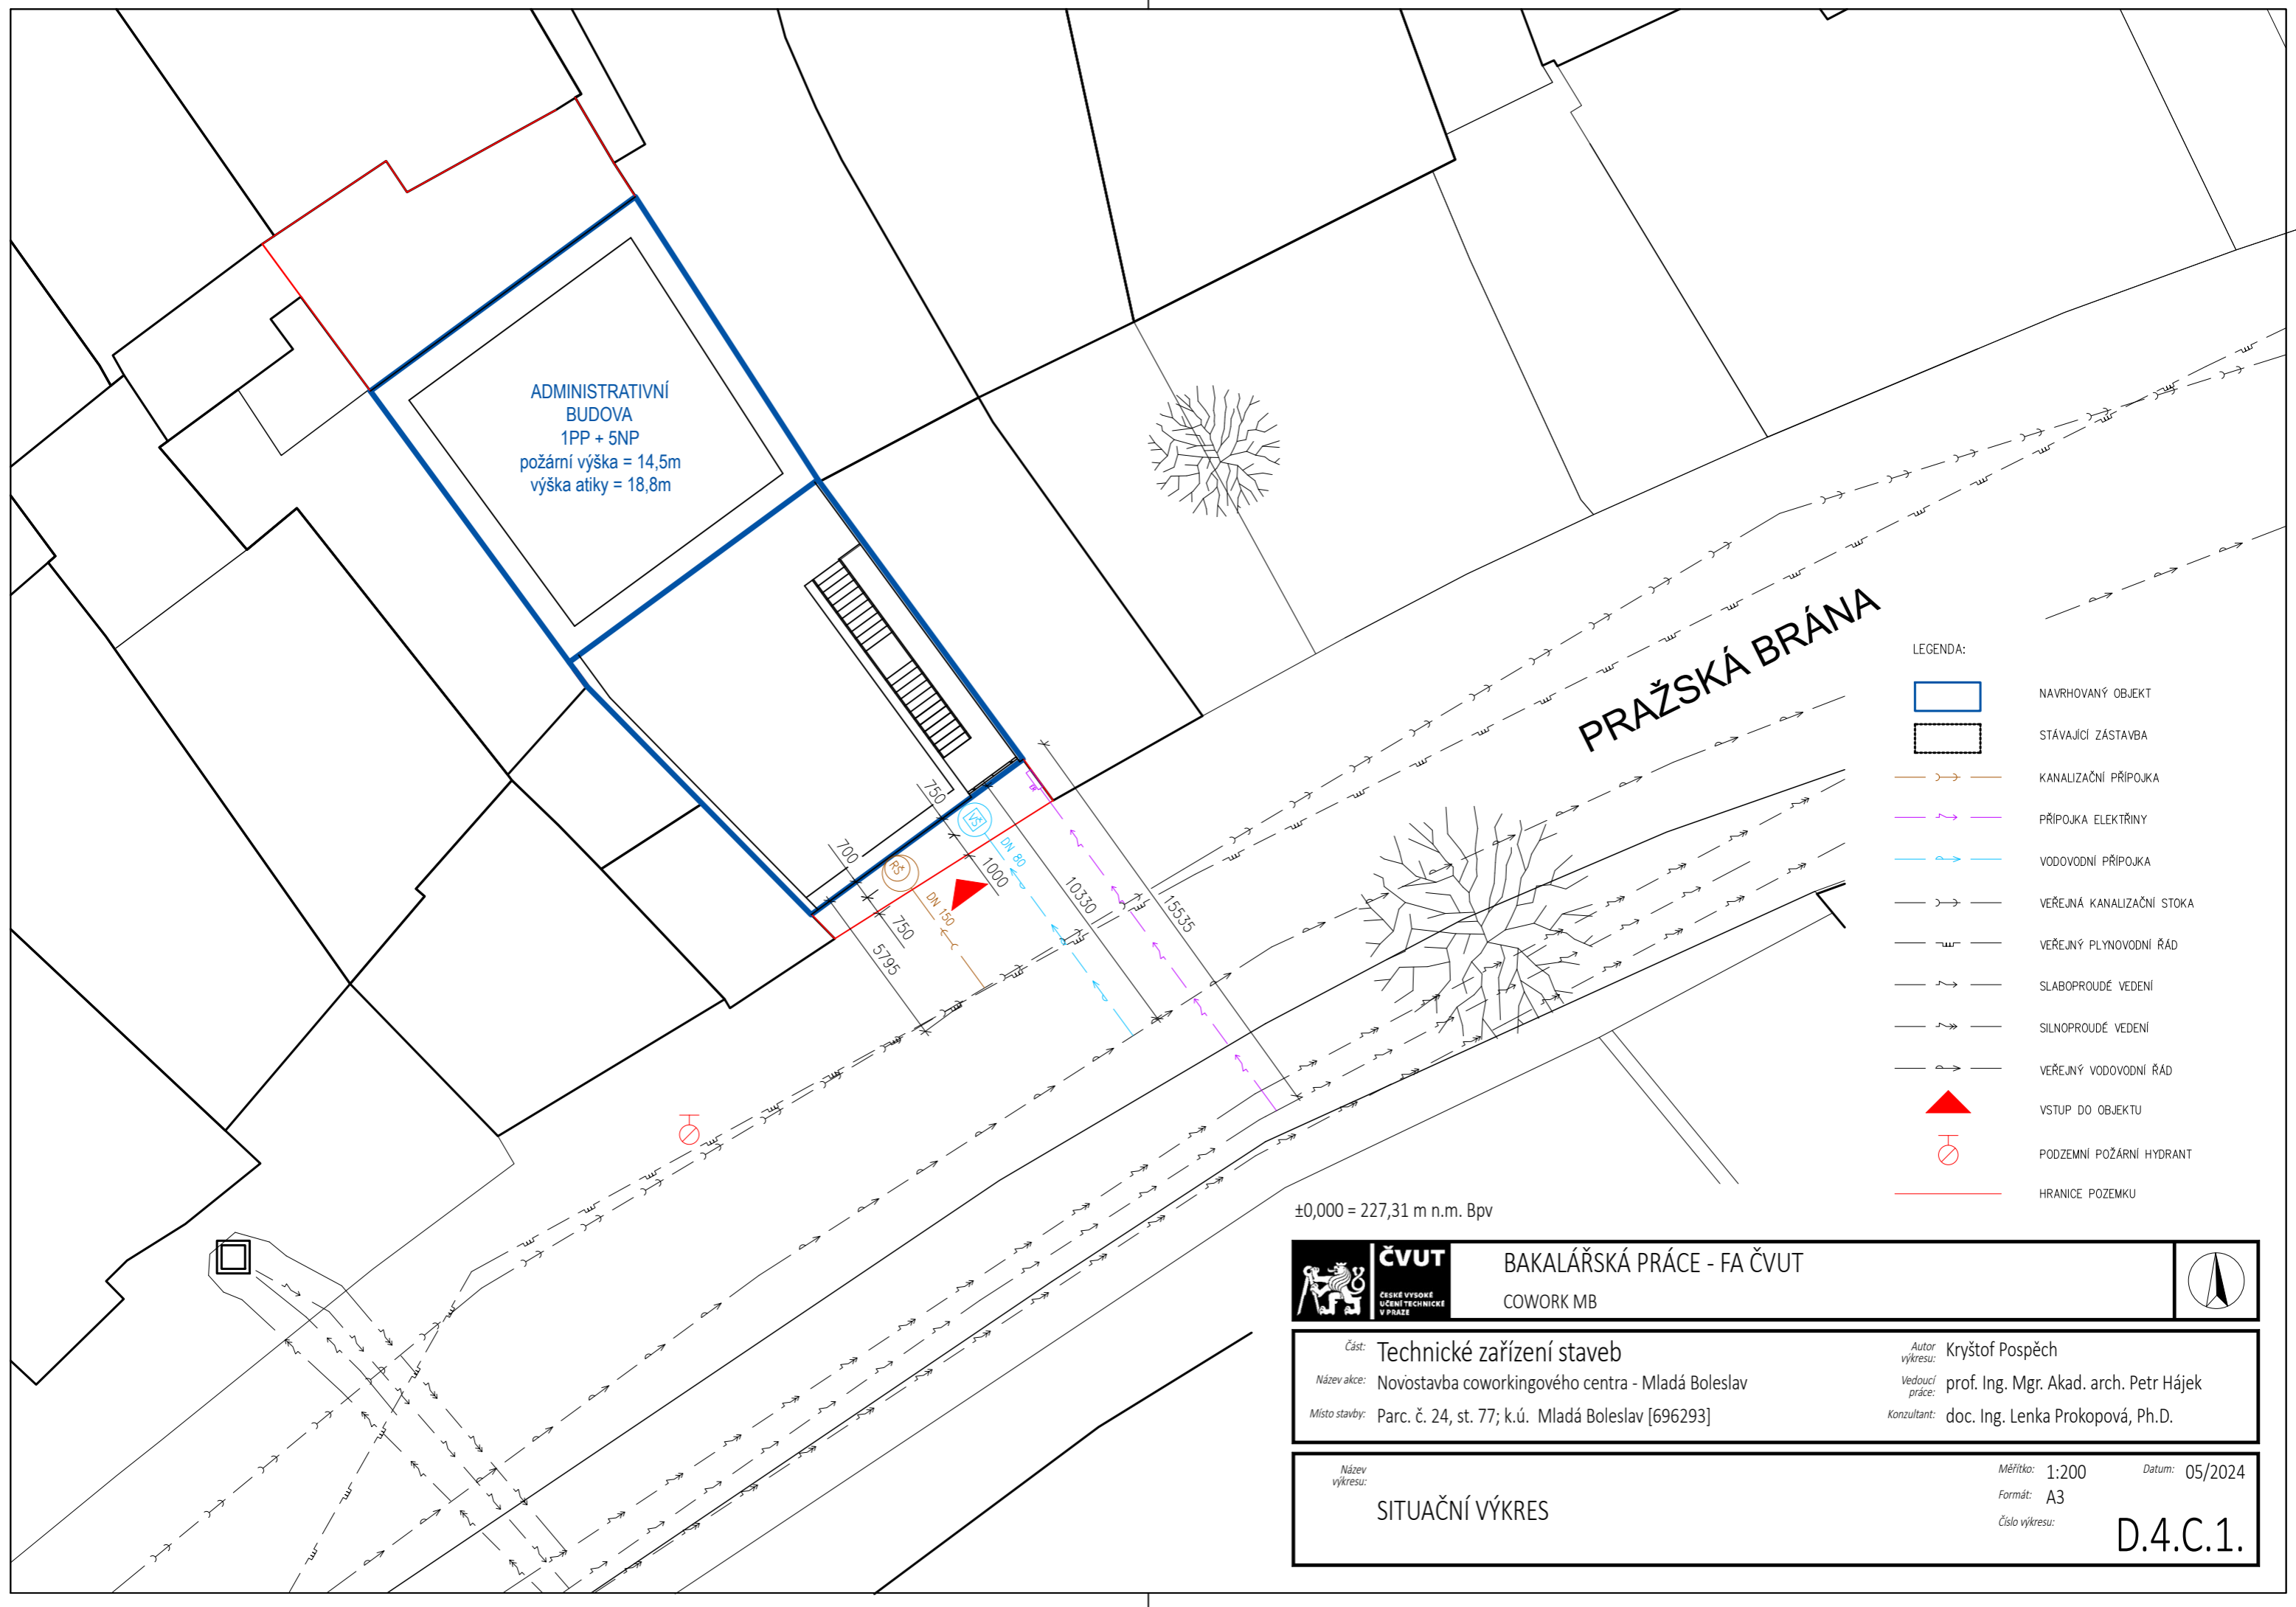 ADMINISTRATIVNÍ
BUDOVA
1PP + 5NP
požární výška = 14,5m
výška atiky = 18,8m
PRAŽSKÁ BRÁNA
750
VŠ
DN 80
700
RŠ
1000
DN 150
10330
15535
750
5795
LEGENDA:
NAVRHOVANÝ OBJEKT
STÁVAJÍCÍ ZÁSTAVBA
KANALIZAČNÍ PŘÍPOJKA
PŘÍPOJKA ELEKTŘINY
VODOVODNÍ PŘÍPOJKA
VEŘEJNÁ KANALIZAČNÍ STOKA
VEŘEJNÝ PLYNOVODNÍ ŘÁD
SLABOPROUDÉ VEDENÍ
SILNOPROUDÉ VEDENÍ
VEŘEJNÝ VODOVODNÍ ŘÁD
VSTUP DO OBJEKTU
PODZEMNÍ POŽÁRNÍ HYDRANT
HRANICE POZEMKU
±0,000 = 227,31 m n.m. Bpv
ČVUT
ČESKÉ VYSOKÉ
UČENÍ TECHNICKÉ
V PRAZE
BAKALÁŘSKÁ PRÁCE - FA ČVUT
COWORK MB
Část: Technické zařízení staveb
Název akce: Novostavba coworkingového centra - Mladá Boleslav
Místo stavby: Parc. č. 24, st. 77; k.ú. Mladá Boleslav [696293]
Autor výkresu: Kryštof Pospěch
Vedoucí práce: prof. Ing. Mgr. Akad. arch. Petr Hájek
Konzultant: doc. Ing. Lenka Prokopová, Ph.D.
Název výkresu:
SITUAČNÍ VÝKRES
Měřítko: 1:200 Datum: 05/2024
Formát: A3
Číslo výkresu:
D.4.C.1.